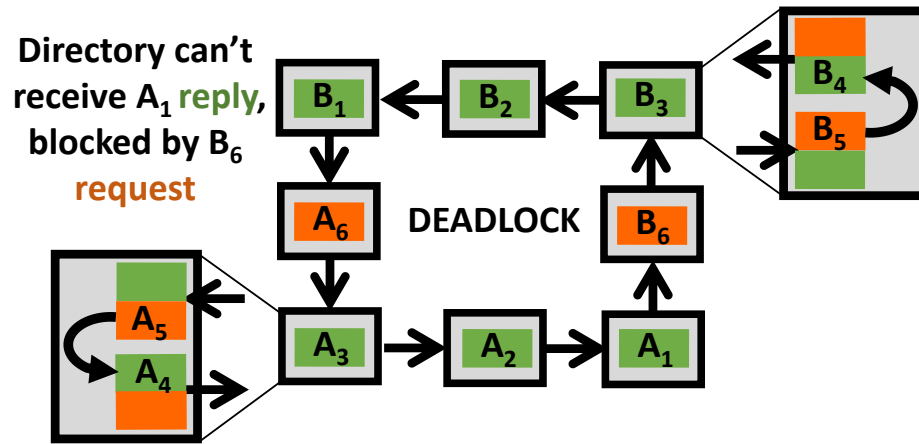 Directory can't
receive A₁ reply,
blocked by B₆
request
B₁
B₂
B₃
B₄
B₅
A₆
DEADLOCK
B₆
A₅
A₄
A₃
A₂
A₁